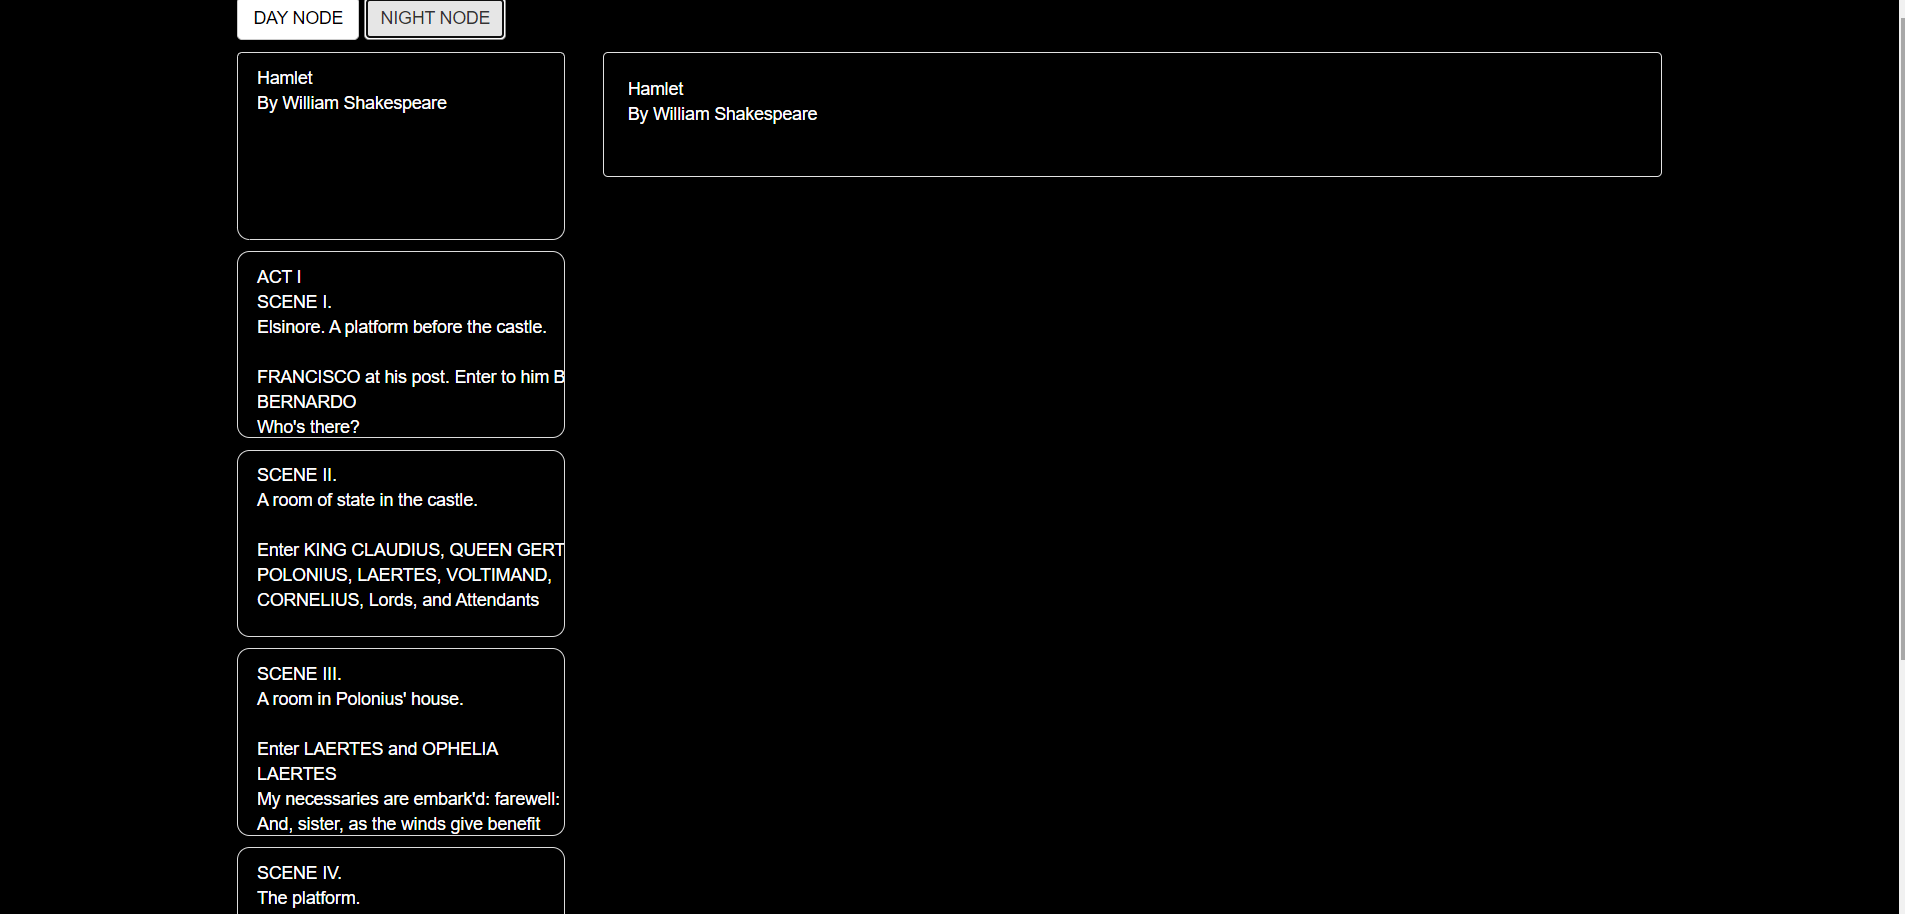 DAY NODE
NIGHT NODE
Hamlet
By William Shakespeare
ACT I
SCENE I.
Elsinore. A platform before the castle.
FRANCISCO at his post. Enter to him B
BERNARDO
Who's there?
SCENE II.
A room of state in the castle.
Enter KING CLAUDIUS, QUEEN GERT
POLONIUS, LAERTES, VOLTIMAND,
CORNELIUS, Lords, and Attendants
SCENE III.
A room in Polonius' house.
Enter LAERTES and OPHELIA
LAERTES
My necessaries are embark'd: farewell:
And, sister, as the winds give benefit
SCENE IV.
The platform.
Hamlet
By William Shakespeare